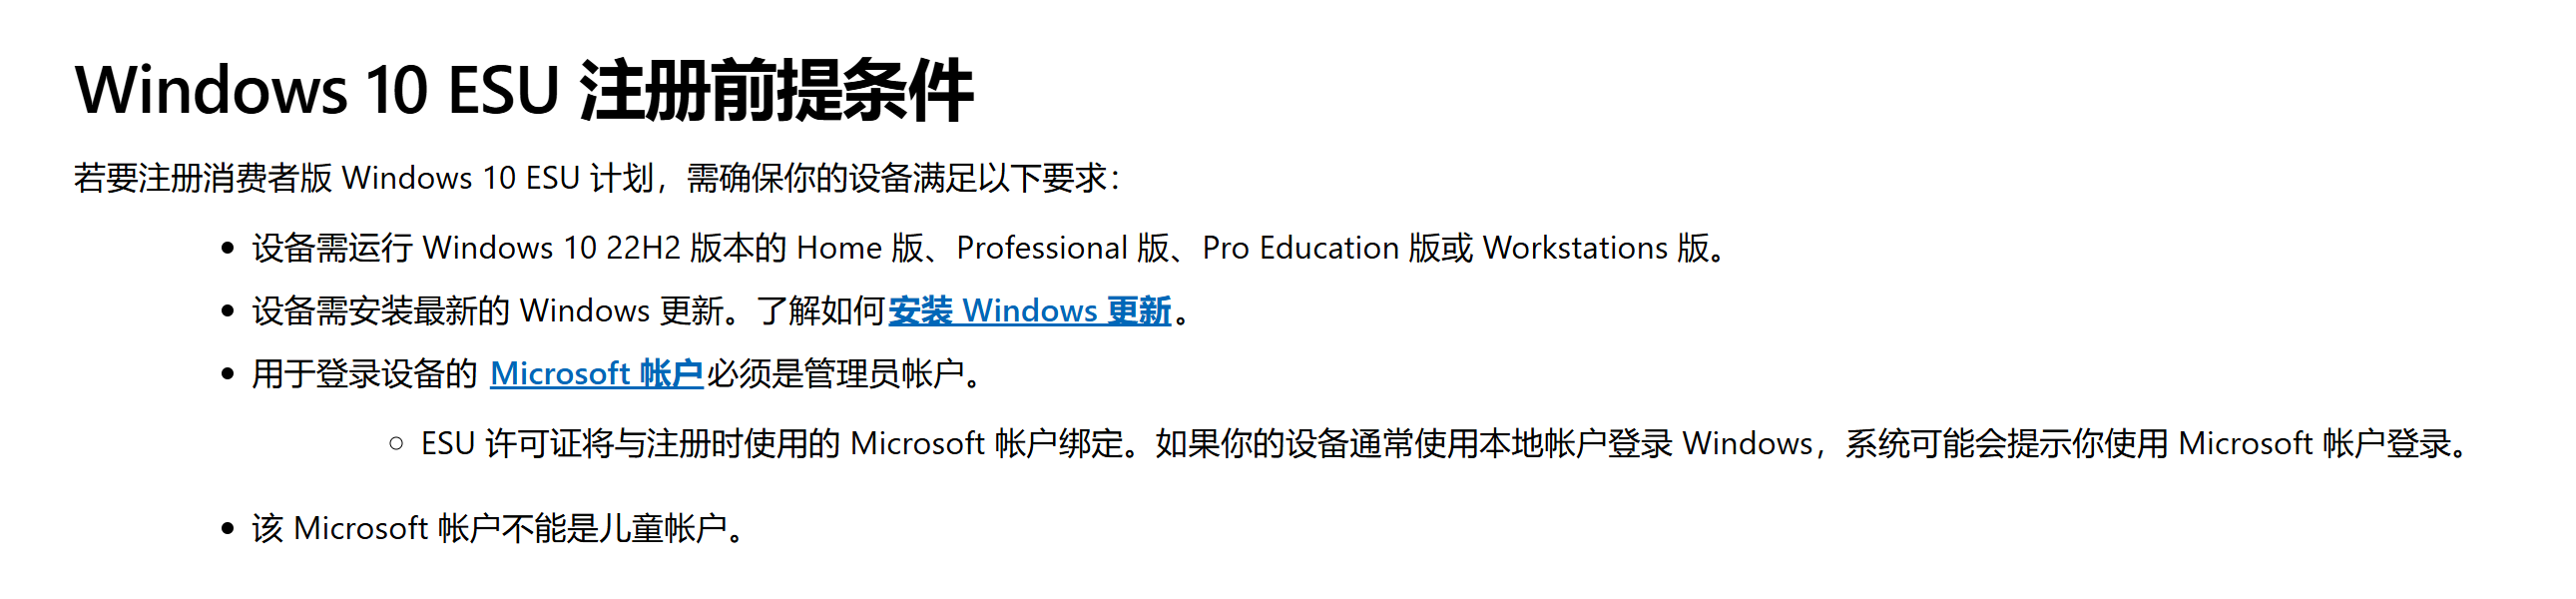 Windows 10 ESU 注册前提条件
若要注册消费者版 Windows 10 ESU 计划，需确保你的设备满足以下要求：
• 设备需运行 Windows 10 22H2 版本的 Home 版、Professional 版、Pro Education 版或 Workstations 版。
• 设备需安装最新的 Windows 更新。了解如何安装 Windows 更新。
• 用于登录设备的 Microsoft 帐户必须是管理员帐户。
○ ESU 许可证将与注册时使用的 Microsoft 帐户绑定。如果你的设备通常使用本地帐户登录 Windows，系统可能会提示你使用 Microsoft 帐户登录。
• 该 Microsoft 帐户不能是儿童帐户。